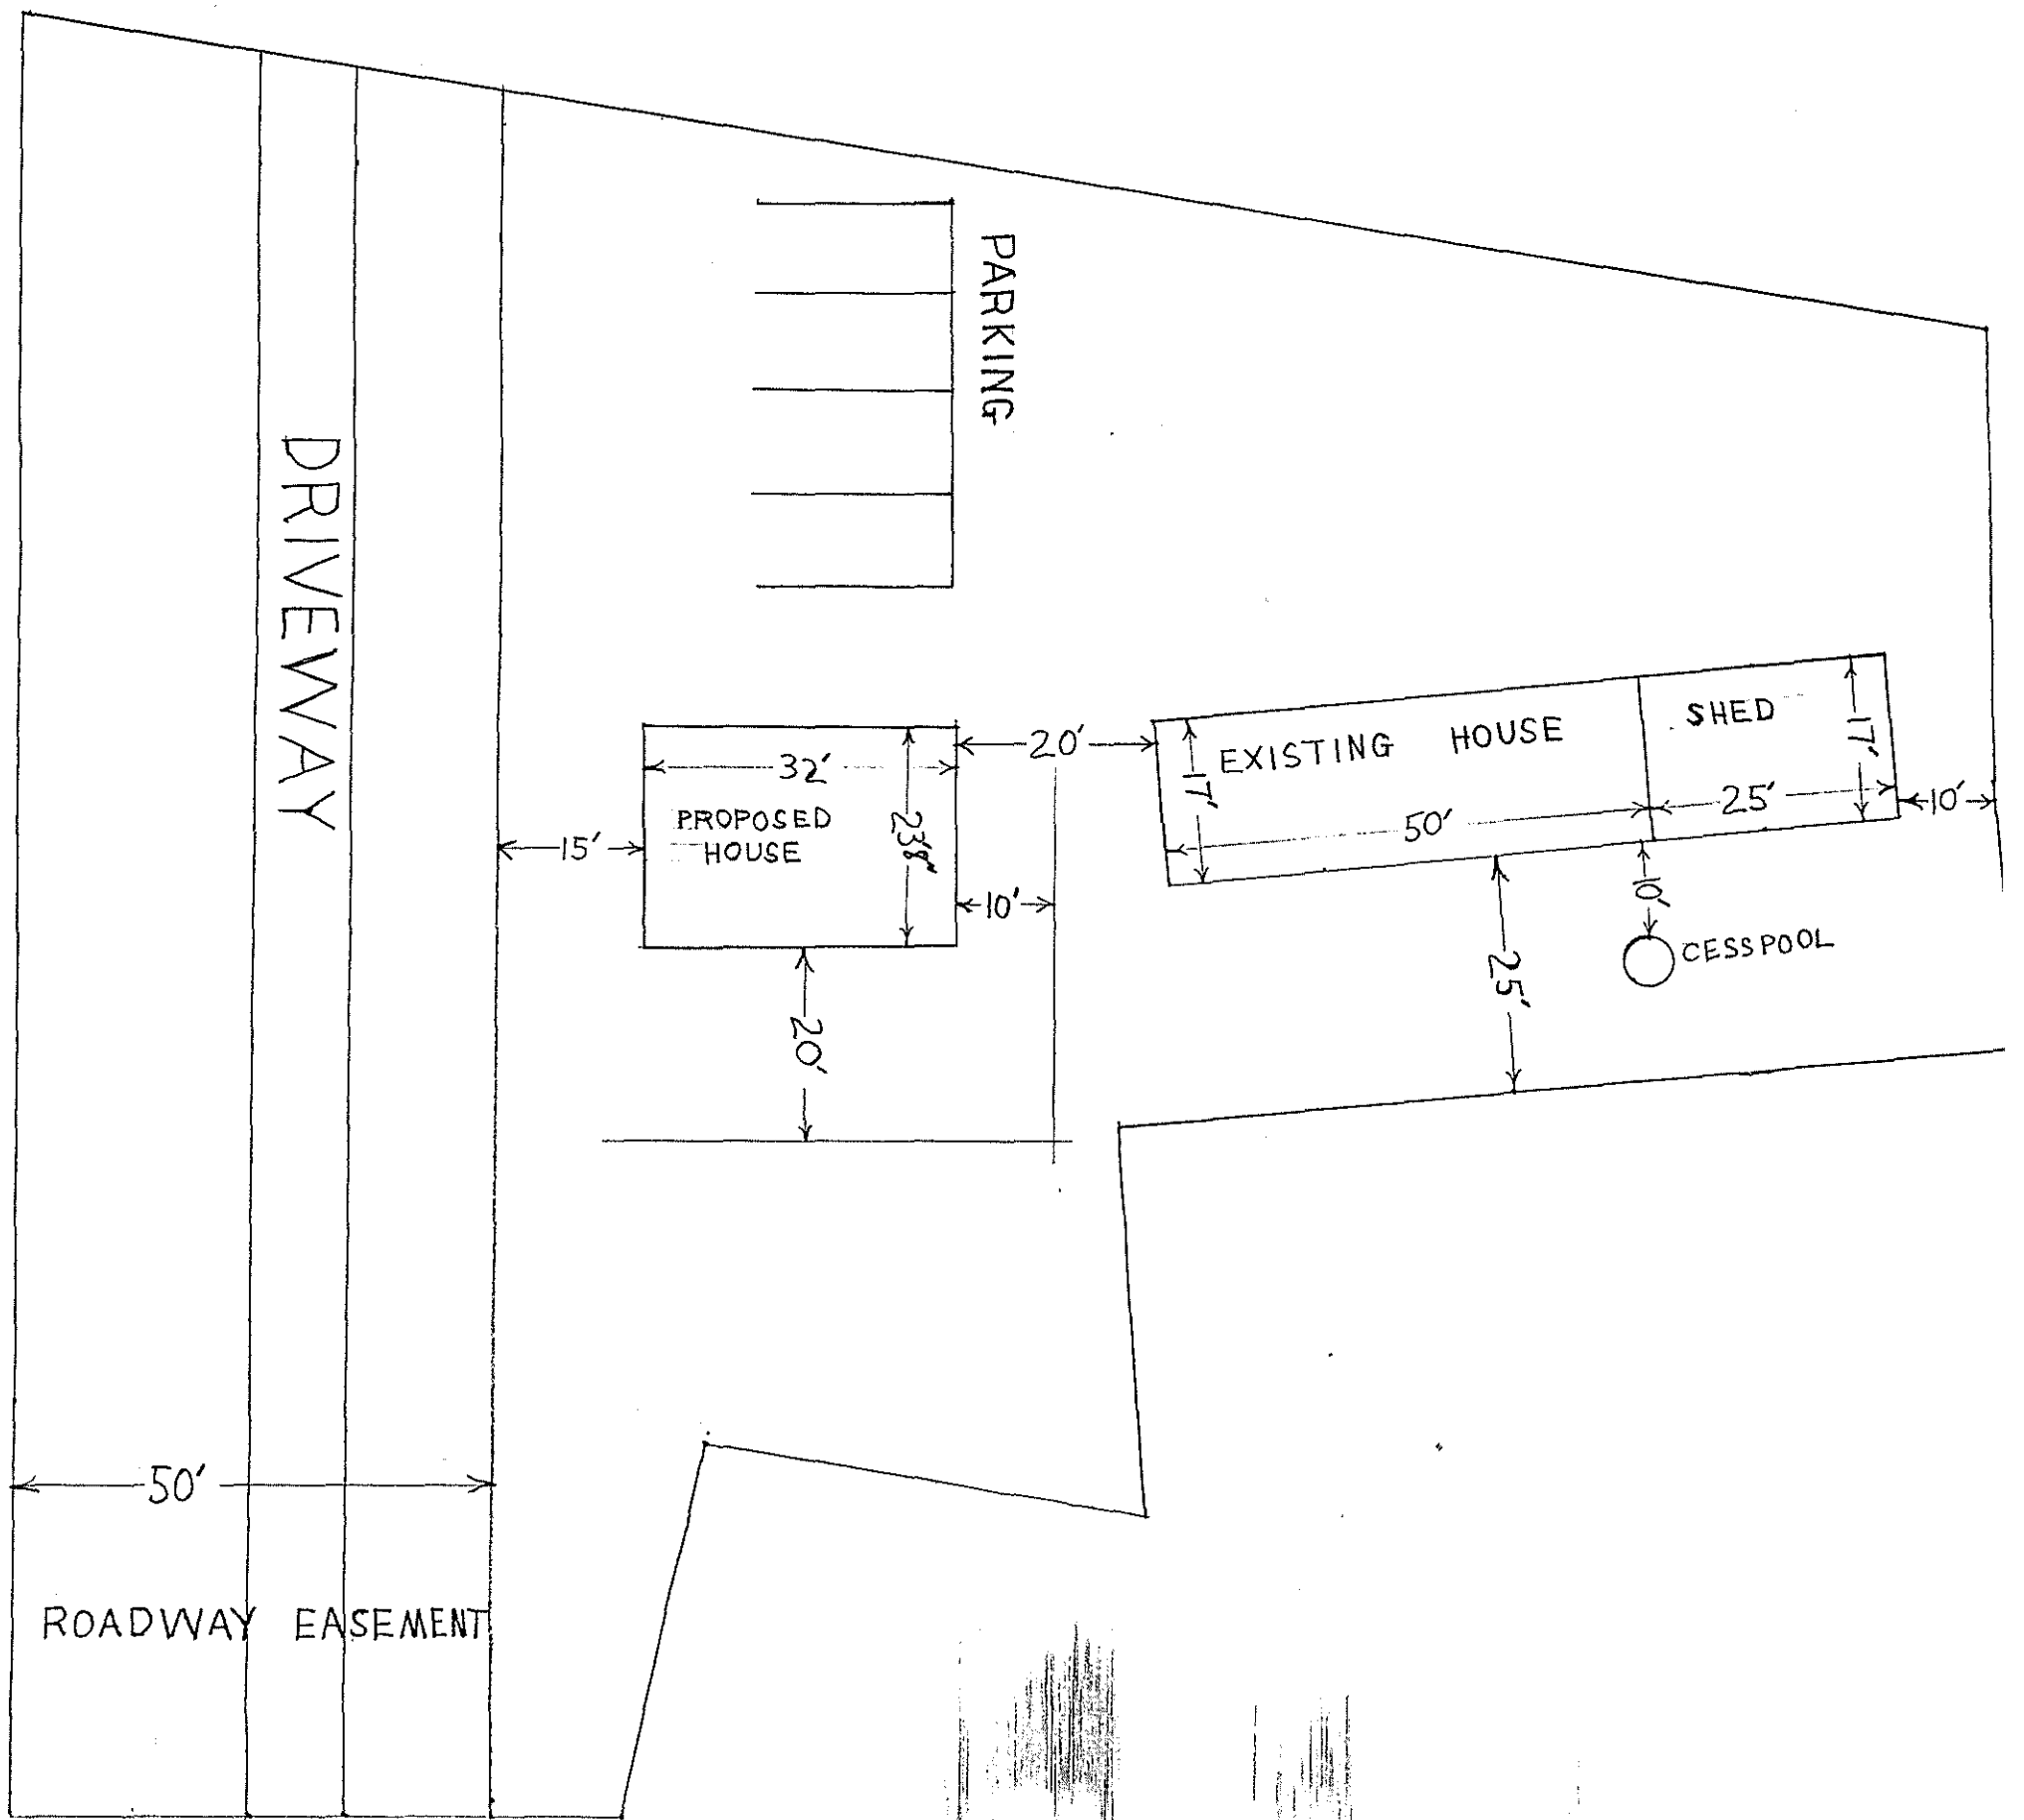 PARKING
DRIVEWAY
32'
PROPOSED
HOUSE
23'8"
15'
20'
10'
20'
EXISTING HOUSE
SHED
17'
17'
50'
25'
10'
10'
CESSPOOL
25'
50'
ROADWAY EASEMENT